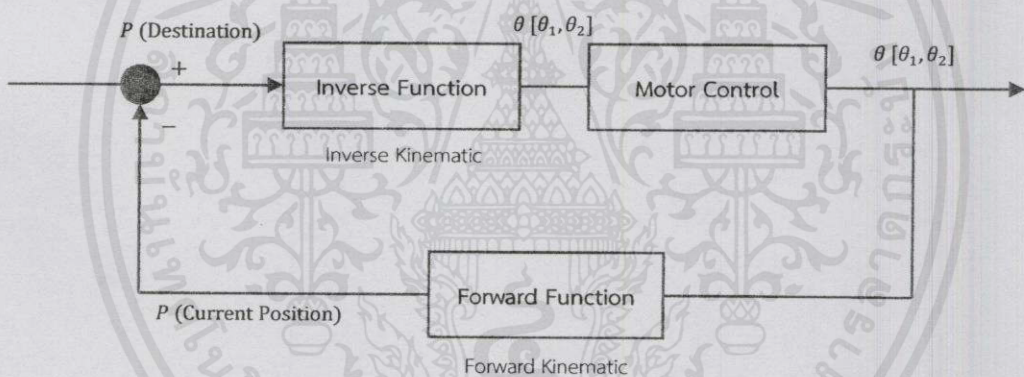 P (Destination)
θ [θ₁, θ₂]
θ [θ₁, θ₂]
+
−
Inverse Function
Motor Control
Inverse Kinematic
Forward Function
P (Current Position)
Forward Kinematic